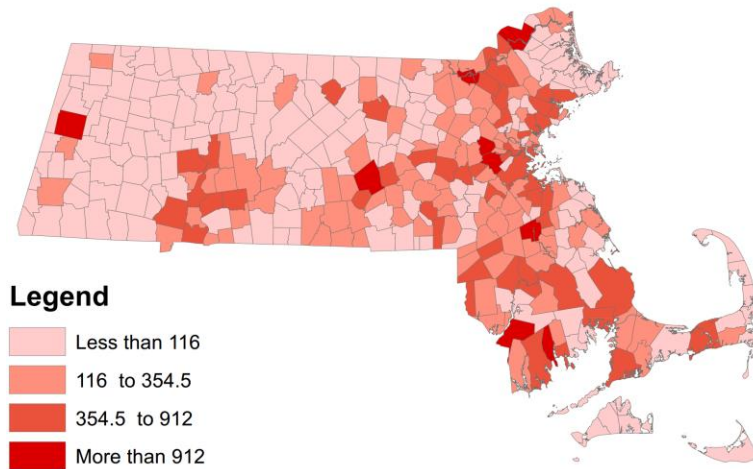 Legend
Less than 116
116 to 354.5
354.5 to 912
More than 912